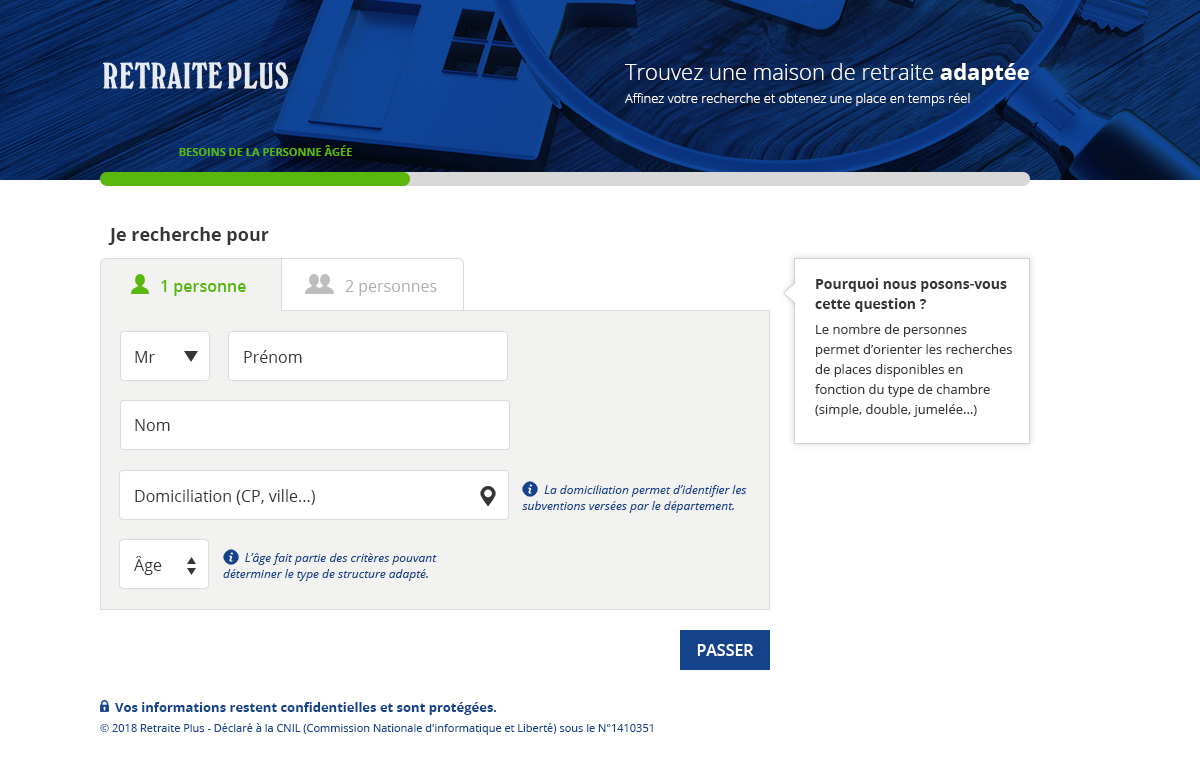 RETRAITE PLUS
Trouvez une maison de retraite adaptée
Affinez votre recherche et obtenez une place en temps réel
BESOINS DE LA PERSONNE ÂGÉE
Je recherche pour
1 personne
2 personnes
Pourquoi nous posons-vous
cette question ?
Le nombre de personnes
permet d’orienter les recherches
de places disponibles en
fonction du type de chambre
(simple, double, jumelée...)
Mr
Prénom
Nom
Domiciliation (CP, ville...)
La domiciliation permet d’identifier les
subventions versées par le département.
Âge
L’âge fait partie des critères pouvant
déterminer le type de structure adapté.
PASSER
Vos informations restent confidentielles et sont protégées.
© 2018 Retraite Plus - Déclaré à la CNIL (Commission Nationale d'informatique et Liberté) sous le N°1410351